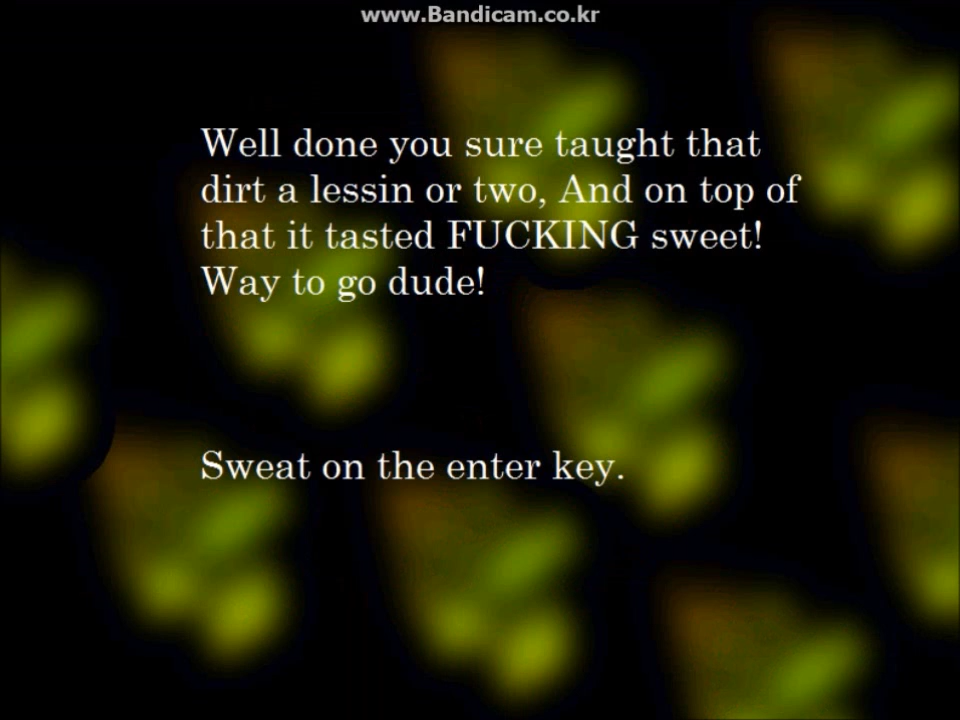 www.Bandicam.co.kr
Well done you sure taught that
dirt a lessin or two, And on top of
that it tasted FUCKING sweet!
Way to go dude!
Sweat on the enter key.